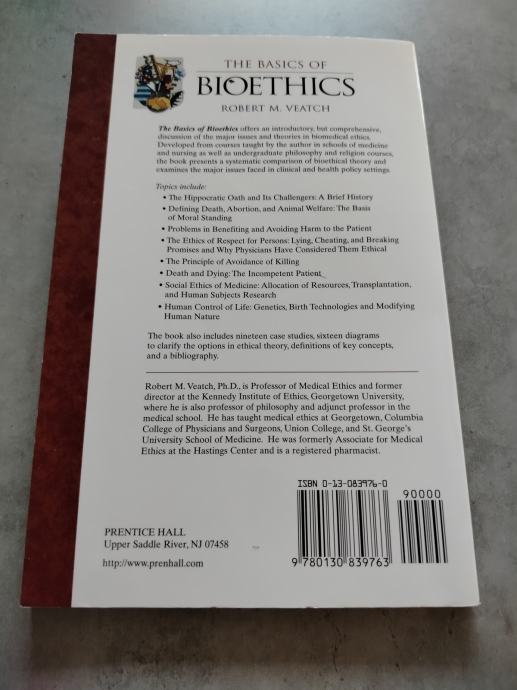 THE BASICS OF
BIOETHICS
ROBERT M. VEATCH
The Basics of Bioethics offers an introductory, but comprehensive,
discussion of the major issues and theories in biomedical ethics.
Developed from courses taught by the author in schools of medicine
and nursing as well as undergraduate philosophy and religion courses,
the book presents a systematic comparison of bioethical theory and
examines the major issues faced in clinical and health policy settings.
Topics include:
• The Hippocratic Oath and Its Challengers: A Brief History
• Defining Death, Abortion, and Animal Welfare: The Basis
of Moral Standing
• Problems in Benefiting and Avoiding Harm to the Patient
• The Ethics of Respect for Persons: Lying, Cheating, and Breaking
Promises and Why Physicians Have Considered Them Ethical
• The Principle of Avoidance of Killing
• Death and Dying: The Incompetent Patient
• Social Ethics of Medicine: Allocation of Resources, Transplantation,
and Human Subjects Research
• Human Control of Life: Genetics, Birth Technologies and Modifying
Human Nature
The book also includes nineteen case studies, sixteen diagrams
to clarify the options in ethical theory, definitions of key concepts,
and a bibliography.
Robert M. Veatch, Ph.D., is Professor of Medical Ethics and former
director at the Kennedy Institute of Ethics, Georgetown University,
where he is also professor of philosophy and adjunct professor in the
medical school. He has taught medical ethics at Georgetown, Columbia
College of Physicians and Surgeons, Union College, and St. George's
University School of Medicine. He was formerly Associate for Medical
Ethics at the Hastings Center and is a registered pharmacist.
ISBN 0-13-083976-0
90000
9 780130 839763
PRENTICE HALL
Upper Saddle River, NJ 07458
http://www.prenhall.com